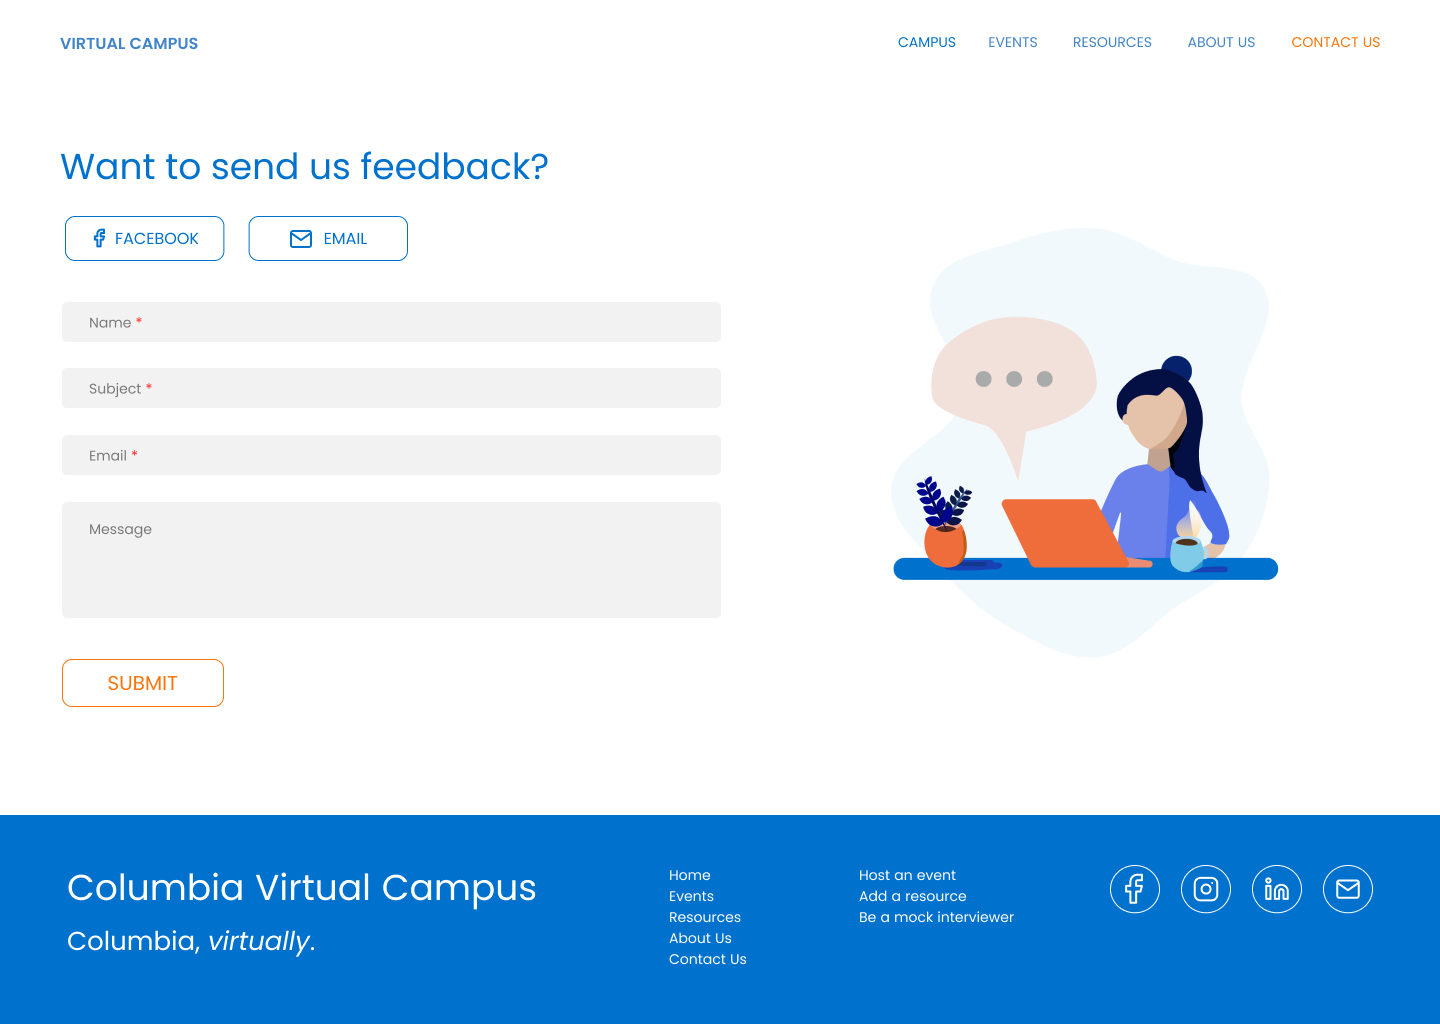 VIRTUAL CAMPUS
CAMPUS EVENTS RESOURCES ABOUT US CONTACT US
Want to send us feedback?
FACEBOOK EMAIL
Name *
Subject *
Email *
Message
SUBMIT
Columbia Virtual Campus
Columbia, virtually.
Home
Events
Resources
About Us
Contact Us
Host an event
Add a resource
Be a mock interviewer